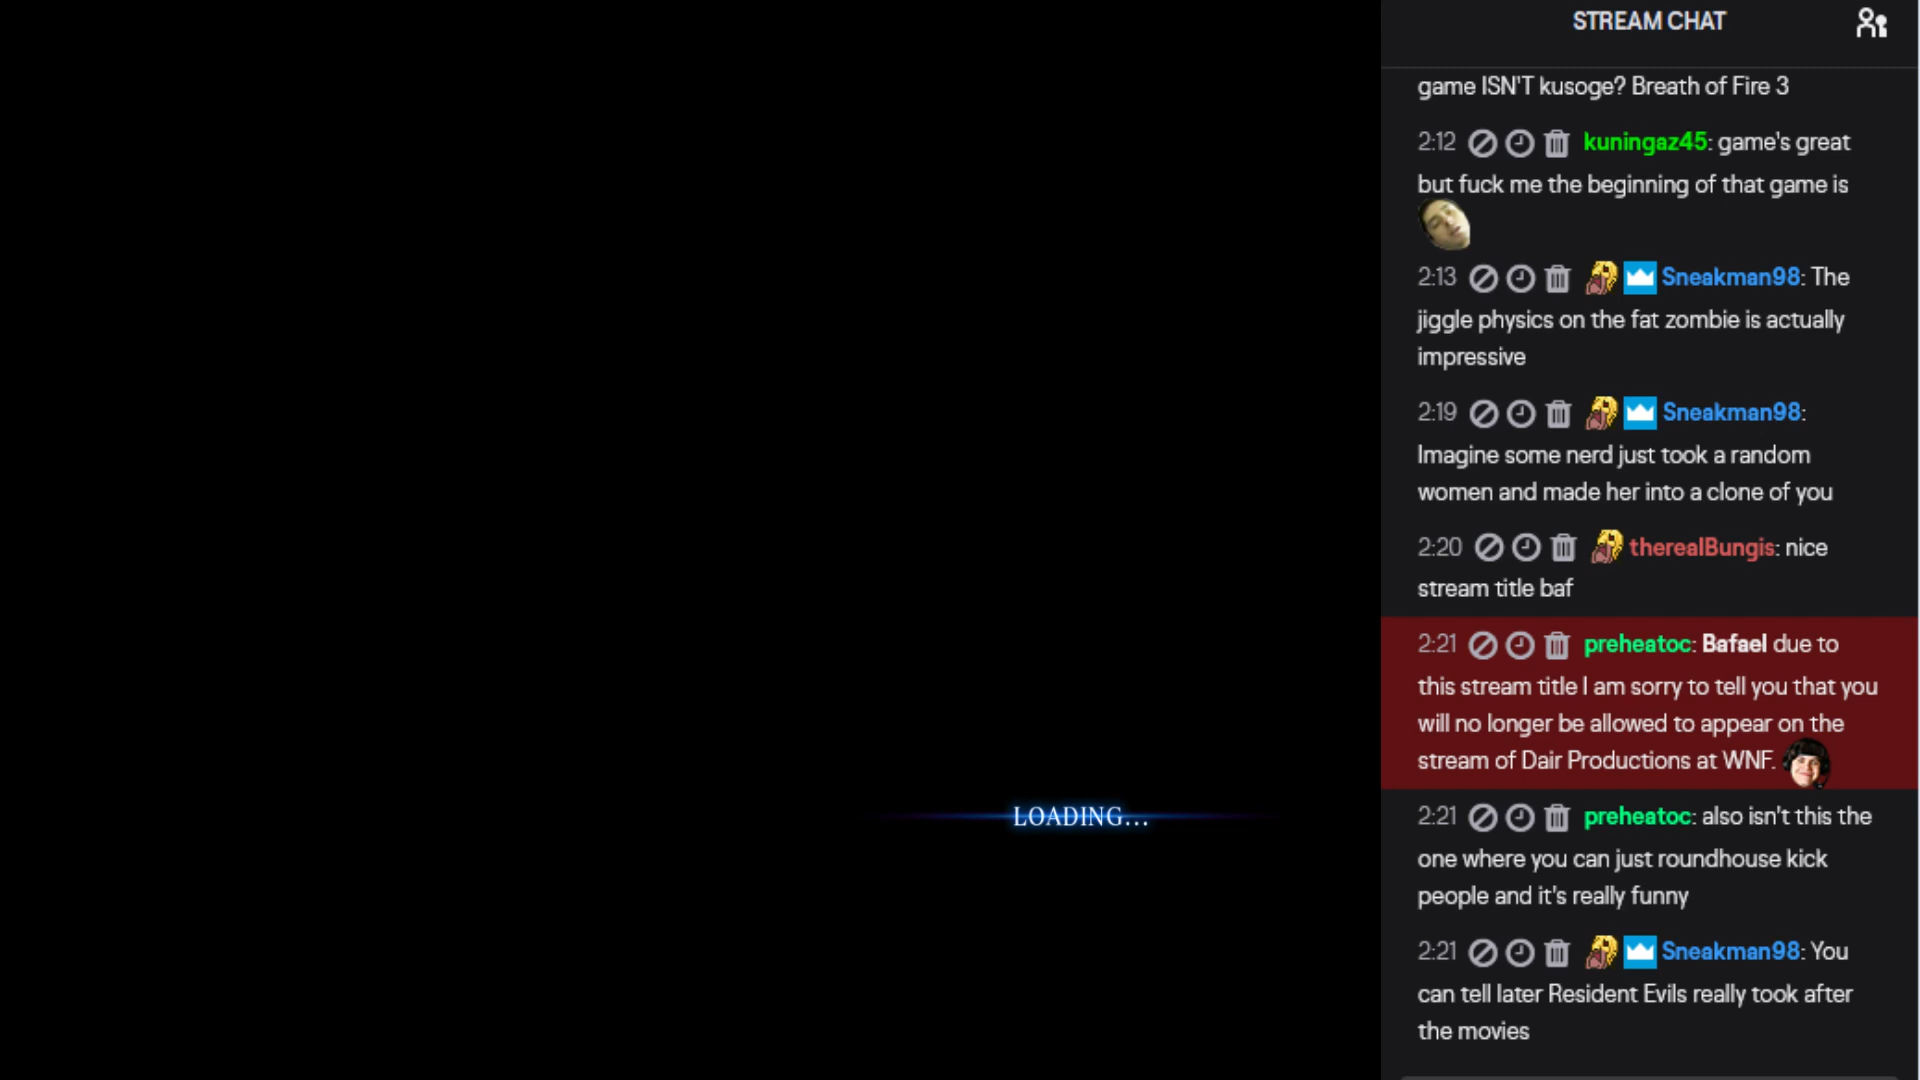 STREAM CHAT
game ISN'T kusoge? Breath of Fire 3
2:12 kuningaz45: game's great
but fuck me the beginning of that game is
2:13 Sneakman98: The
jiggle physics on the fat zombie is actually
impressive
2:19 Sneakman98:
Imagine some nerd just took a random
women and made her into a clone of you
2:20 therealBungis: nice
stream title baf
2:21 preheatoc: Bafael due to
this stream title I am sorry to tell you that you
will no longer be allowed to appear on the
stream of Dair Productions at WNF.
LOADING...
2:21 preheatoc: also isn't this the
one where you can just roundhouse kick
people and it's really funny
2:21 Sneakman98: You
can tell later Resident Evils really took after
the movies